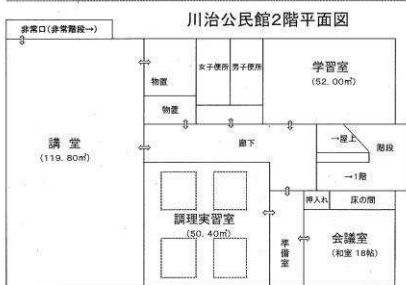 川治公民館2階平面図
非常口(非常階段→)
物置
女子便所
男子便所
学習室
(52.00㎡)
物置
講堂
(119.80㎡)
廊下
→屋上
階段
→1階
調理実習室
(50.40㎡)
準備室
押入れ
床の間
会議室
(和室 18帖)